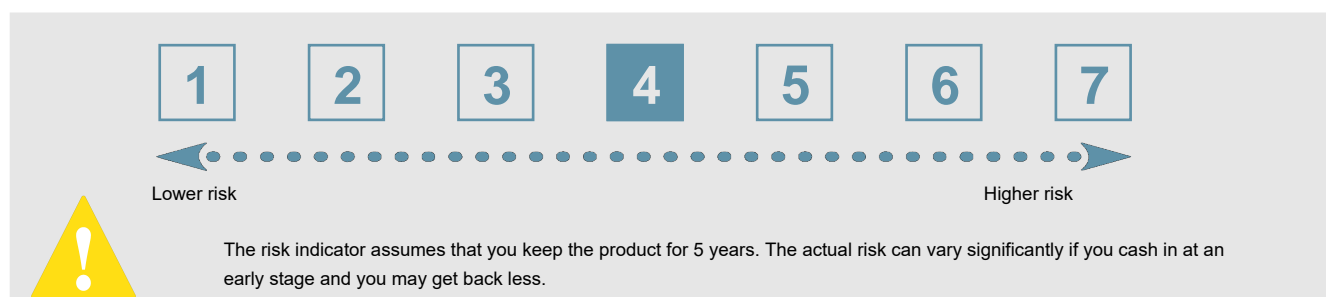 1 2 3 4 5 6 7
Lower risk Higher risk
The risk indicator assumes that you keep the product for 5 years. The actual risk can vary significantly if you cash in at an
early stage and you may get back less.